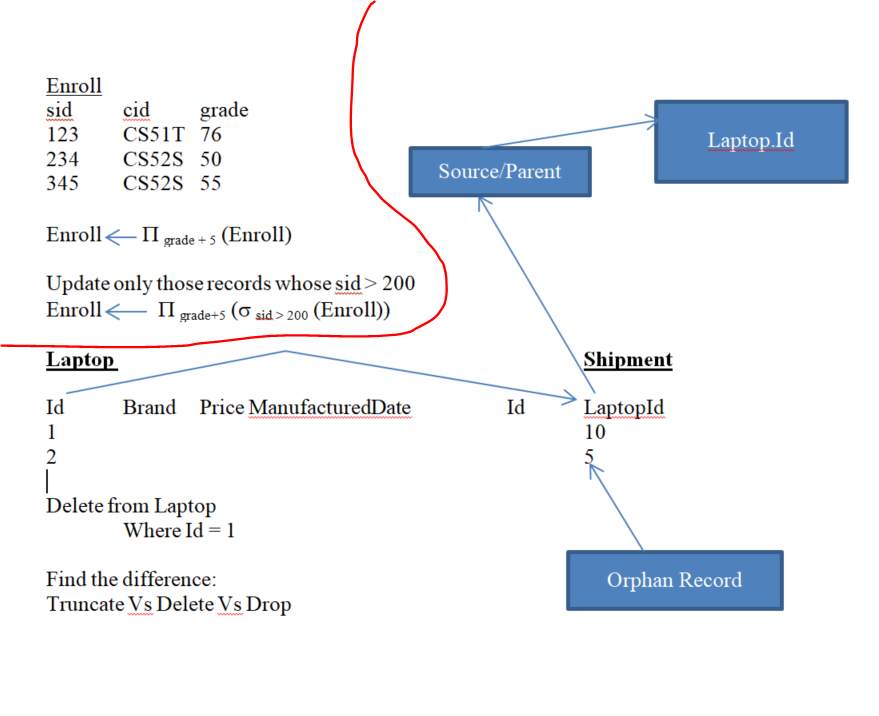 Enroll
sid cid grade
123 CS51T 76
234 CS52S 50
345 CS52S 55
Enroll ← Π grade + 5 (Enroll)
Update only those records whose sid > 200
Enroll ← Π grade+5 (σ sid > 200 (Enroll))
Source/Parent
Laptop.Id
Laptop
Id Brand Price ManufacturedDate
1
2
Shipment
Id LaptopId
10
5
Delete from Laptop
Where Id = 1
Orphan Record
Find the difference:
Truncate Vs Delete Vs Drop